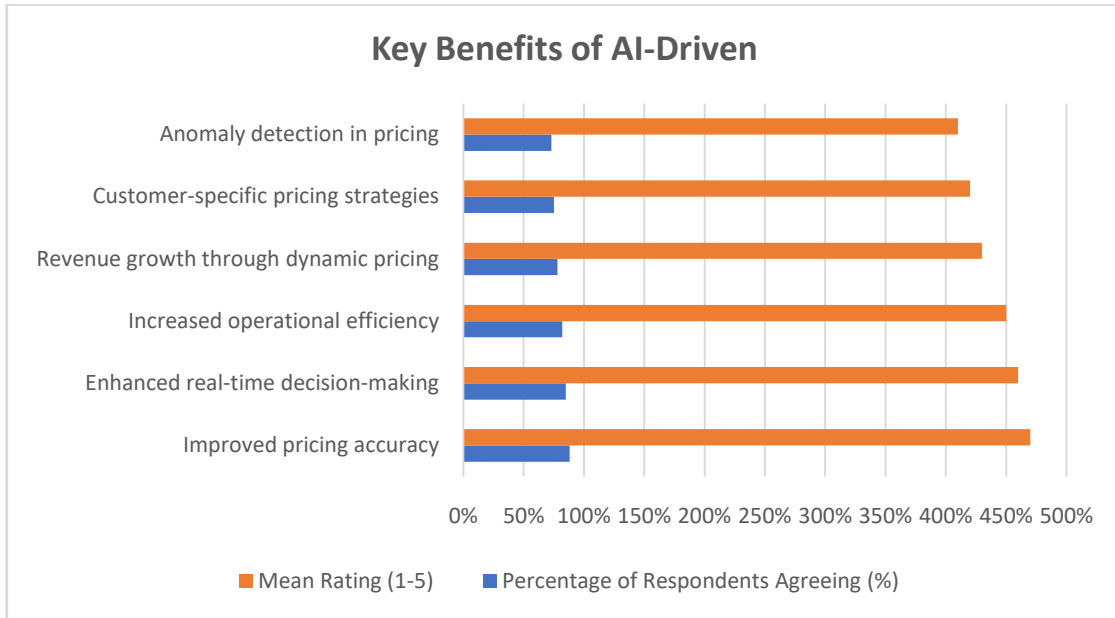 Key Benefits of AI-Driven
Anomaly detection in pricing
Customer-specific pricing strategies
Revenue growth through dynamic pricing
Increased operational efficiency
Enhanced real-time decision-making
Improved pricing accuracy
0% 50% 100% 150% 200% 250% 300% 350% 400% 450% 500%
Mean Rating (1-5) Percentage of Respondents Agreeing (%)